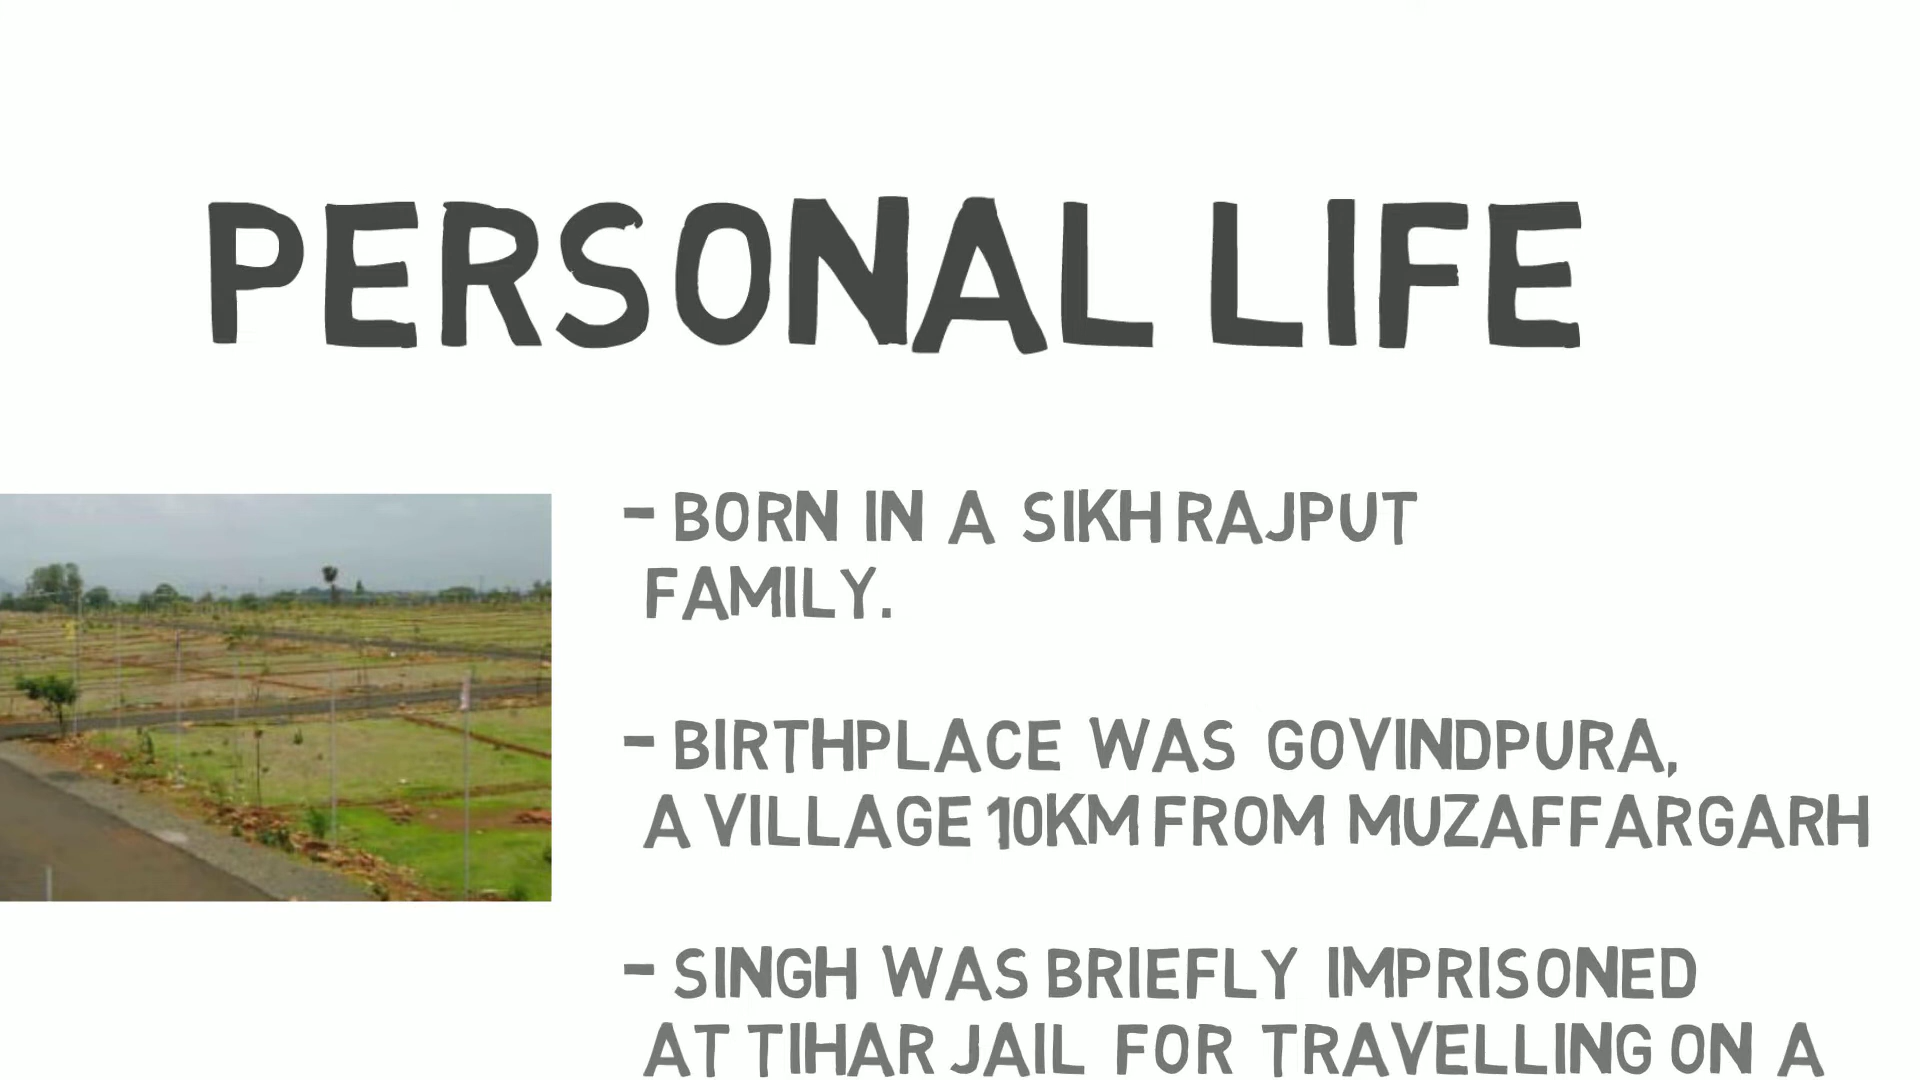 PERSONAL LIFE
- BORN IN A SIKH RAJPUT
FAMILY.
- BIRTHPLACE WAS GOVINDPURA,
A VILLAGE 10KM FROM MUZAFFARGARH
- SINGH WAS BRIEFLY IMPRISONED
AT TIHAR JAIL FOR TRAVELLING ON A